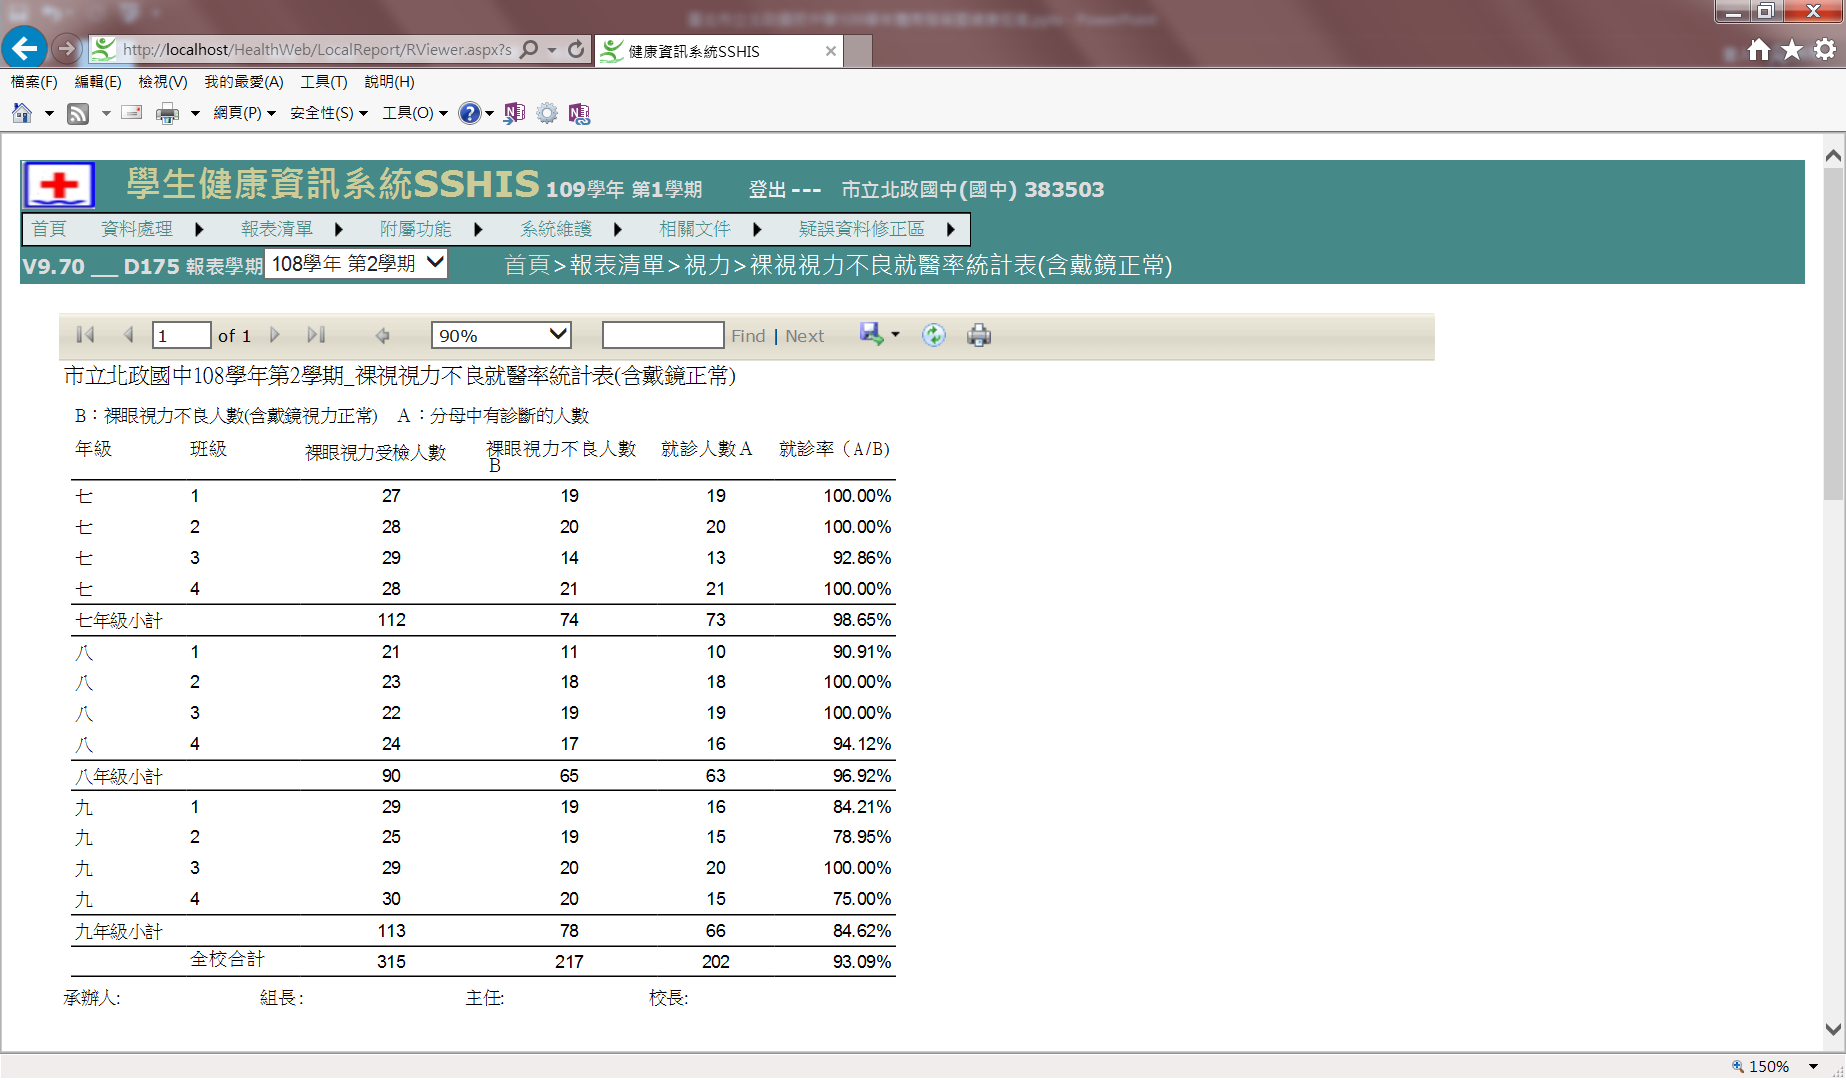 http://localhost/HealthWeb/LocalReport/RViewer.aspx?s
健康資訊系統SSHIS
檔案(F) 編輯(E) 檢視(V) 我的最愛(A) 工具(T) 說明(H)
網頁(P) 安全性(S) 工具(O)
學生健康資訊系統SSHIS 109學年 第1學期 登出 --- 市立北政國中(國中) 383503
首頁 資料處理 報表清單 附屬功能 系統維護 相關文件 疑誤資料修正區
V9.70 __ D175 報表學期 108學年 第2學期 首頁>報表清單>視力>裸視視力不良就醫率統計表(含戴鏡正常)
1 of 1 90% Find | Next
市立北政國中108學年第2學期_裸視視力不良就醫率統計表(含戴鏡正常)
B：裸眼視力不良人數(含戴鏡視力正常) A：分母中有診斷的人數
年級 班級 裸眼視力受檢人數 裸眼視力不良人數B 就診人數A 就診率（A/B)
七 1 27 19 19 100.00%
七 2 28 20 20 100.00%
七 3 29 14 13 92.86%
七 4 28 21 21 100.00%
七年級小計 112 74 73 98.65%
八 1 21 11 10 90.91%
八 2 23 18 18 100.00%
八 3 22 19 19 100.00%
八 4 24 17 16 94.12%
八年級小計 90 65 63 96.92%
九 1 29 19 16 84.21%
九 2 25 19 15 78.95%
九 3 29 20 20 100.00%
九 4 30 20 15 75.00%
九年級小計 113 78 66 84.62%
全校合計 315 217 202 93.09%
承辦人: 組長: 主任: 校長:
150%